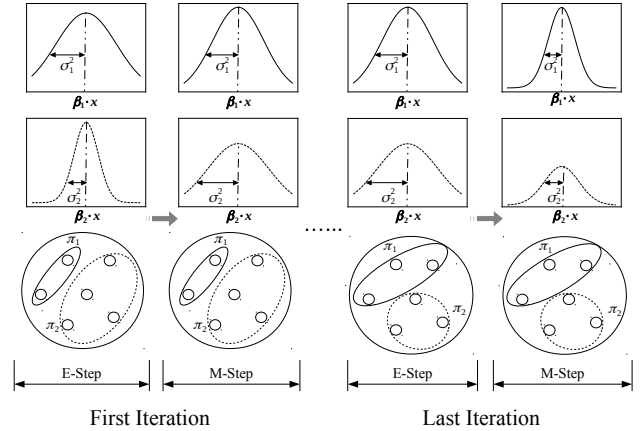 σ₁² σ₁² σ₁² σ₁²
β₁·x β₁·x β₁·x β₁·x
σ₂² σ₂² σ₂² σ₂²
β₂·x β₂·x β₂·x β₂·x
......
π₁ π₁ π₁ π₁
π₂ π₂ π₂ π₂
E-Step M-Step E-Step M-Step
First Iteration Last Iteration